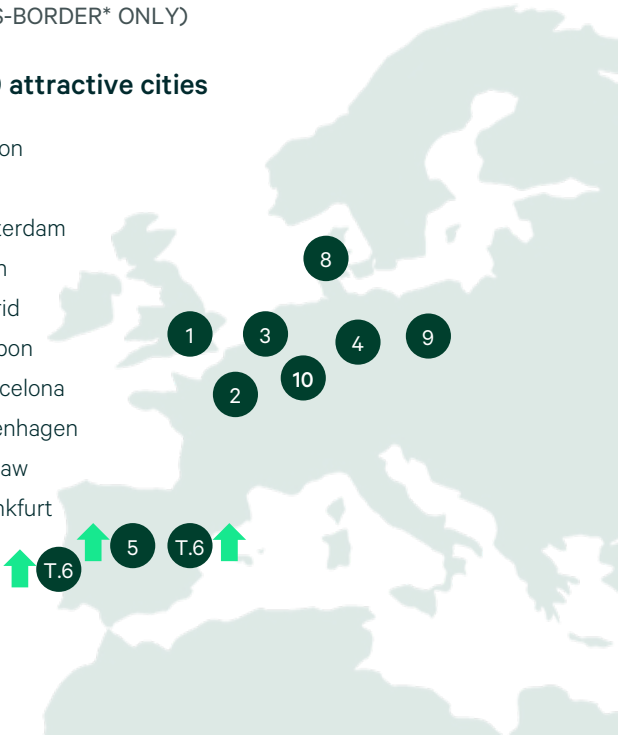 S-BORDER* ONLY)
attractive cities
on
terdam
n
rid
bon
celona
enhagen
aw
nkfurt
8
1
3
4
9
10
2
5
T.6
T.6